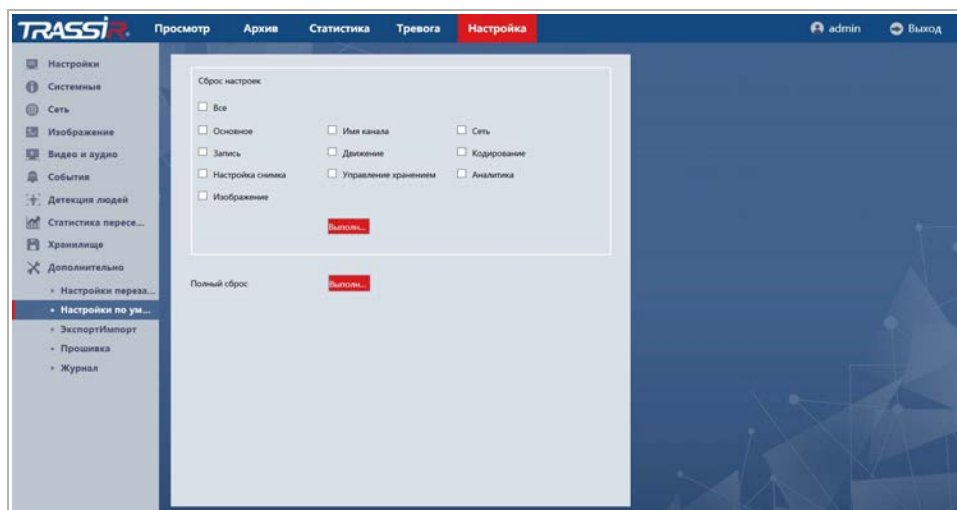 TRASSIR Просмотр Архив Статистика Тревога Настройка admin Выход
Настройки
Системные
Сеть
Изображение
Видео и аудио
События
Детекция людей
Статистика пересе...
Хранилище
Дополнительно
Настройки переза...
Настройки по ум...
ЭкспортИмпорт
Прошивка
Журнал
Сброс настроек
Все
Основное Имя канала Сеть
Запись Движение Кодирование
Настройка снимка Управление хранением Аналитика
Изображение
Выполн...
Полный сброс Выполн...